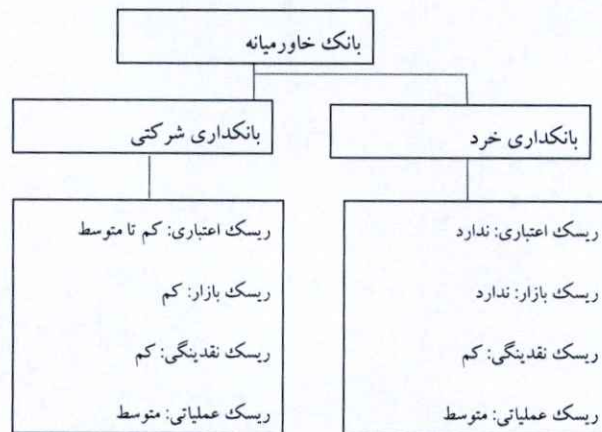 بانک خاورمیانه
بانکداری خرد
بانکداری شرکتی
ریسک اعتباری: ندارد
ریسک بازار: ندارد
ریسک نقدینگی: کم
ریسک عملیاتی: متوسط
ریسک اعتباری: کم تا متوسط
ریسک بازار: کم
ریسک نقدینگی: کم
ریسک عملیاتی: متوسط